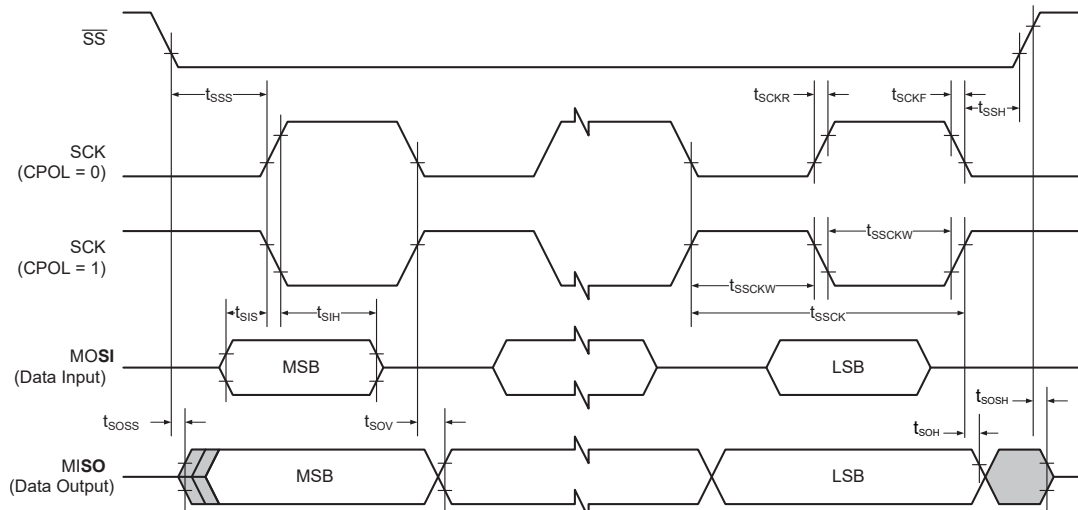 SS
tSSS
tSCKR
tSCKF
tSSH
SCK
(CPOL = 0)
SCK
(CPOL = 1)
tSSCKW
tSSCKW
tSSCK
tSIS
tSIH
MOSI
(Data Input)
MSB
LSB
tSOSS
tSOV
tSOH
tSOSH
MISO
(Data Output)
MSB
LSB